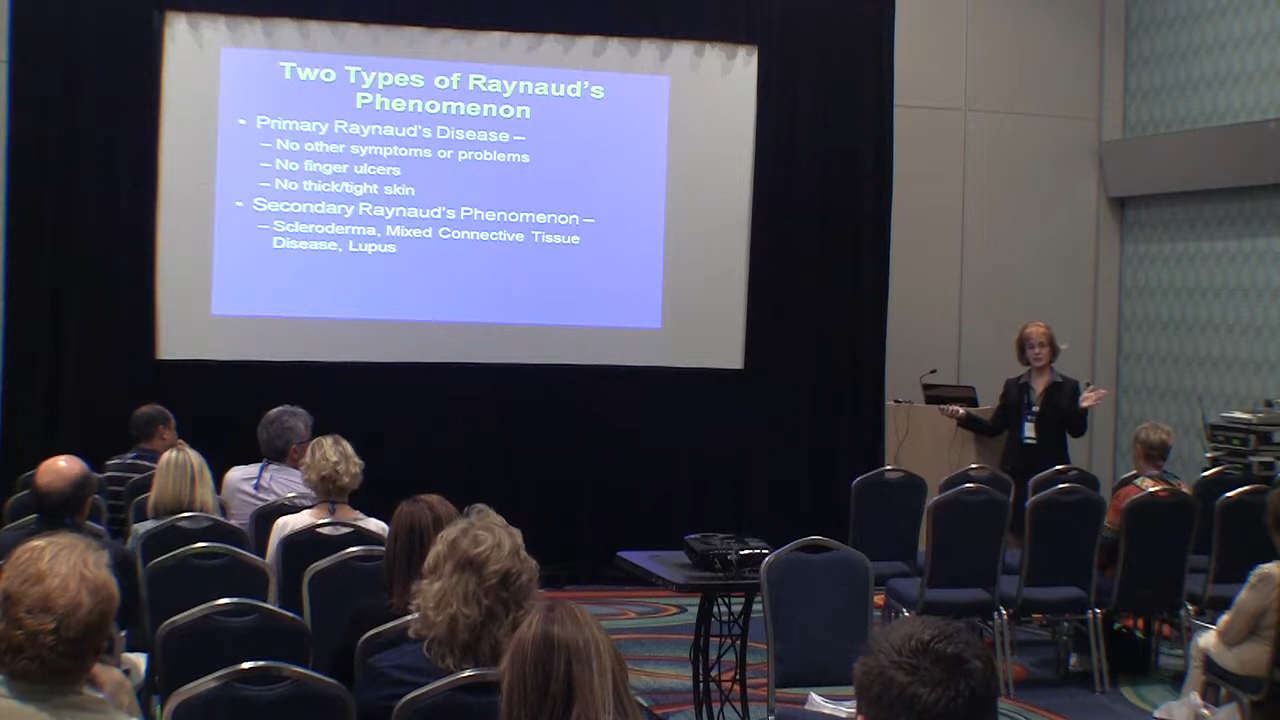 Two Types of Raynaud's
Phenomenon
• Primary Raynaud's Disease –
– No other symptoms or problems
– No finger ulcers
– No thick/tight skin
• Secondary Raynaud's Phenomenon –
– Scleroderma, Mixed Connective Tissue
Disease, Lupus